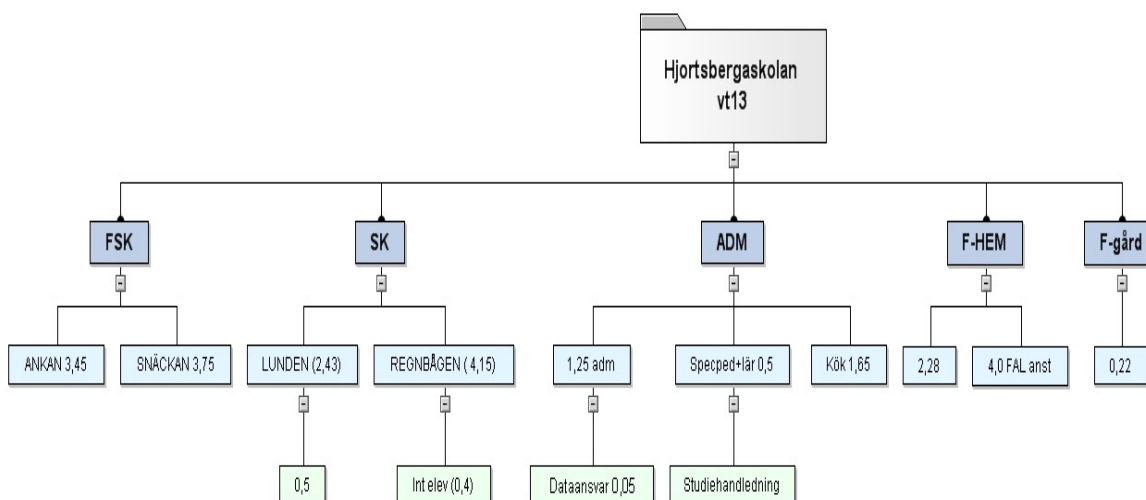 Hjortsbergaskolan
vt13
FSK
SK
ADM
F-HEM
F-gård
ANKAN 3,45
SNÄCKAN 3,75
LUNDEN (2,43)
REGNBÅGEN ( 4,15)
1,25 adm
Specped+lär 0,5
Kök 1,65
2,28
4,0 FAL anst
0,22
0,5
Int elev (0,4)
Dataansvar 0,05
Studiehandledning